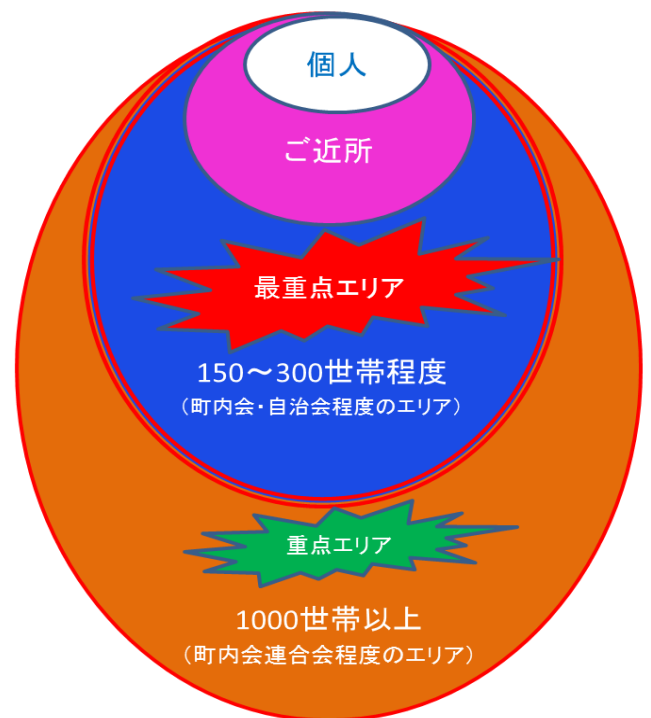 個人
ご近所
最重点エリア
150～300世帯程度
（町内会・自治会程度のエリア）
重点エリア
1000世帯以上
（町内会連合会程度のエリア）